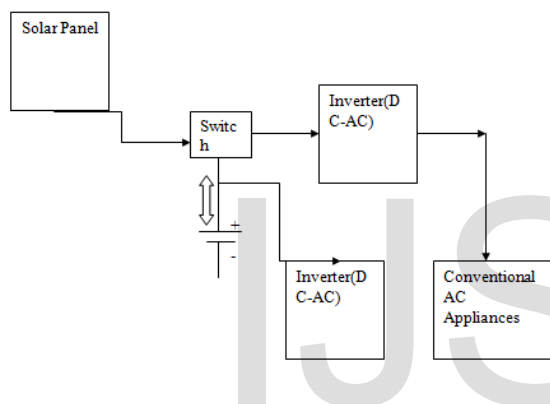 Solar Panel
Switc
h
Inverter(D
C-AC)
+
-
Inverter(D
C-AC)
Conventional
AC
Appliances
IJS